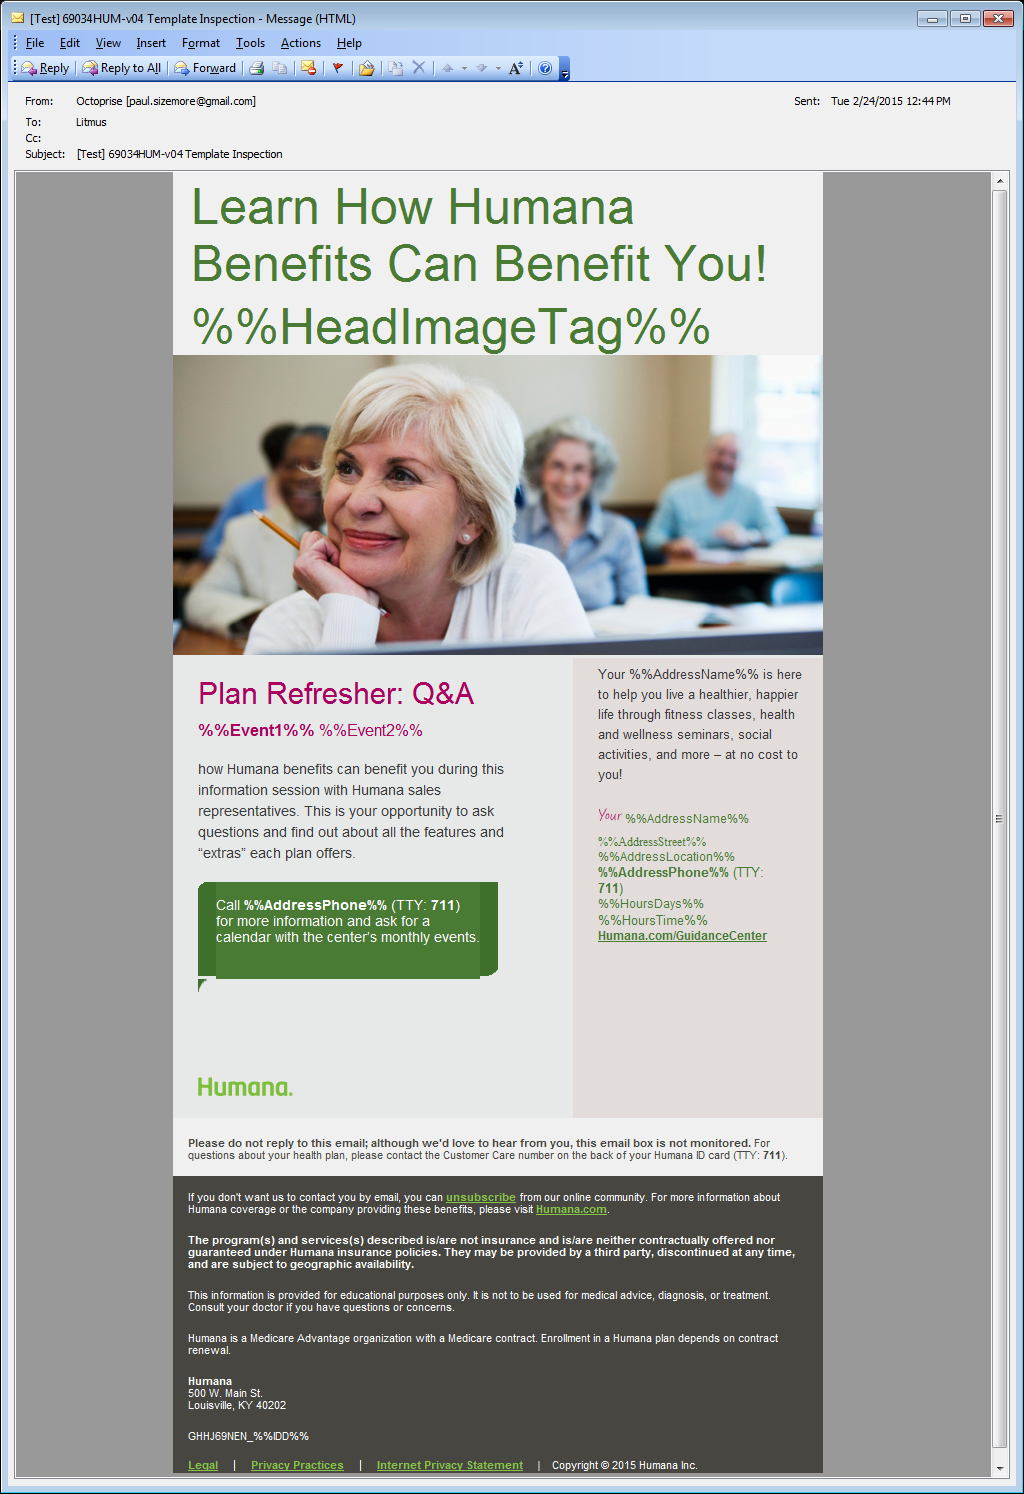 [Test] 69034HUM-v04 Template Inspection - Message (HTML)
File Edit View Insert Format Tools Actions Help
Reply Reply to All Forward
From: Octoprise [paul.sizemore@gmail.com] Sent: Tue 2/24/2015 12:44 PM
To: Litmus
Cc:
Subject: [Test] 69034HUM-v04 Template Inspection
Learn How Humana
Benefits Can Benefit You!
%%HeadImageTag%%
Plan Refresher: Q&A
%%Event1%% %%Event2%%
how Humana benefits can benefit you during this
information session with Humana sales
representatives. This is your opportunity to ask
questions and find out about all the features and
“extras” each plan offers.
Call %%AddressPhone%% (TTY: 711)
for more information and ask for a
calendar with the center’s monthly events.
Humana.
Your %%AddressName%% is here
to help you live a healthier, happier
life through fitness classes, health
and wellness seminars, social
activities, and more – at no cost to
you!
Your %%AddressName%%
%%AddressStreet%%
%%AddressLocation%%
%%AddressPhone%% (TTY:
711)
%%HoursDays%%
%%HoursTime%%
Humana.com/GuidanceCenter
Please do not reply to this email; although we'd love to hear from you, this email box is not monitored. For
questions about your health plan, please contact the Customer Care number on the back of your Humana ID card (TTY: 711).
If you don't want us to contact you by email, you can unsubscribe from our online community. For more information about
Humana coverage or the company providing these benefits, please visit Humana.com.
The program(s) and services(s) described is/are not insurance and is/are neither contractually offered nor
guaranteed under Humana insurance policies. They may be provided by a third party, discontinued at any time,
and are subject to geographic availability.
This information is provided for educational purposes only. It is not to be used for medical advice, diagnosis, or treatment.
Consult your doctor if you have questions or concerns.
Humana is a Medicare Advantage organization with a Medicare contract. Enrollment in a Humana plan depends on contract
renewal.
Humana
500 W. Main St.
Louisville, KY 40202
GHHJ69NEN_%%IDD%%
Legal | Privacy Practices | Internet Privacy Statement | Copyright © 2015 Humana Inc.